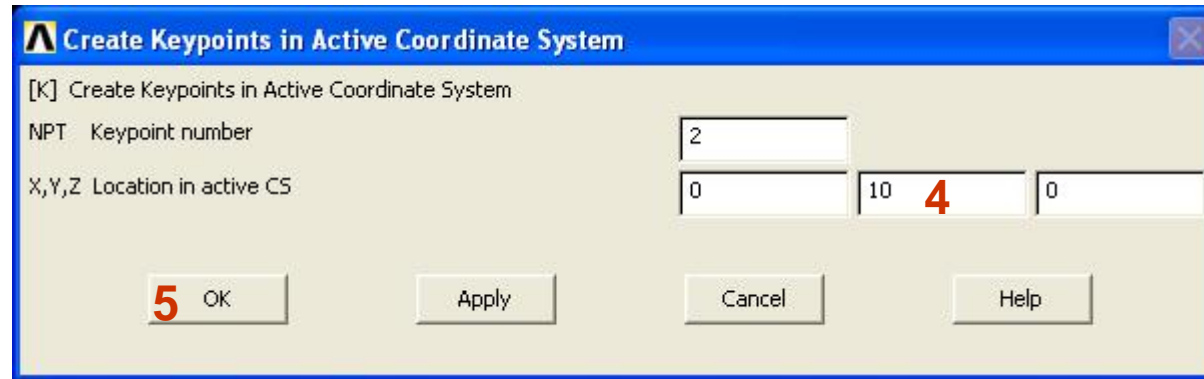 Create Keypoints in Active Coordinate System
[K] Create Keypoints in Active Coordinate System
NPT Keypoint number 2
X,Y,Z Location in active CS 0 10 4 0
5 OK Apply Cancel Help